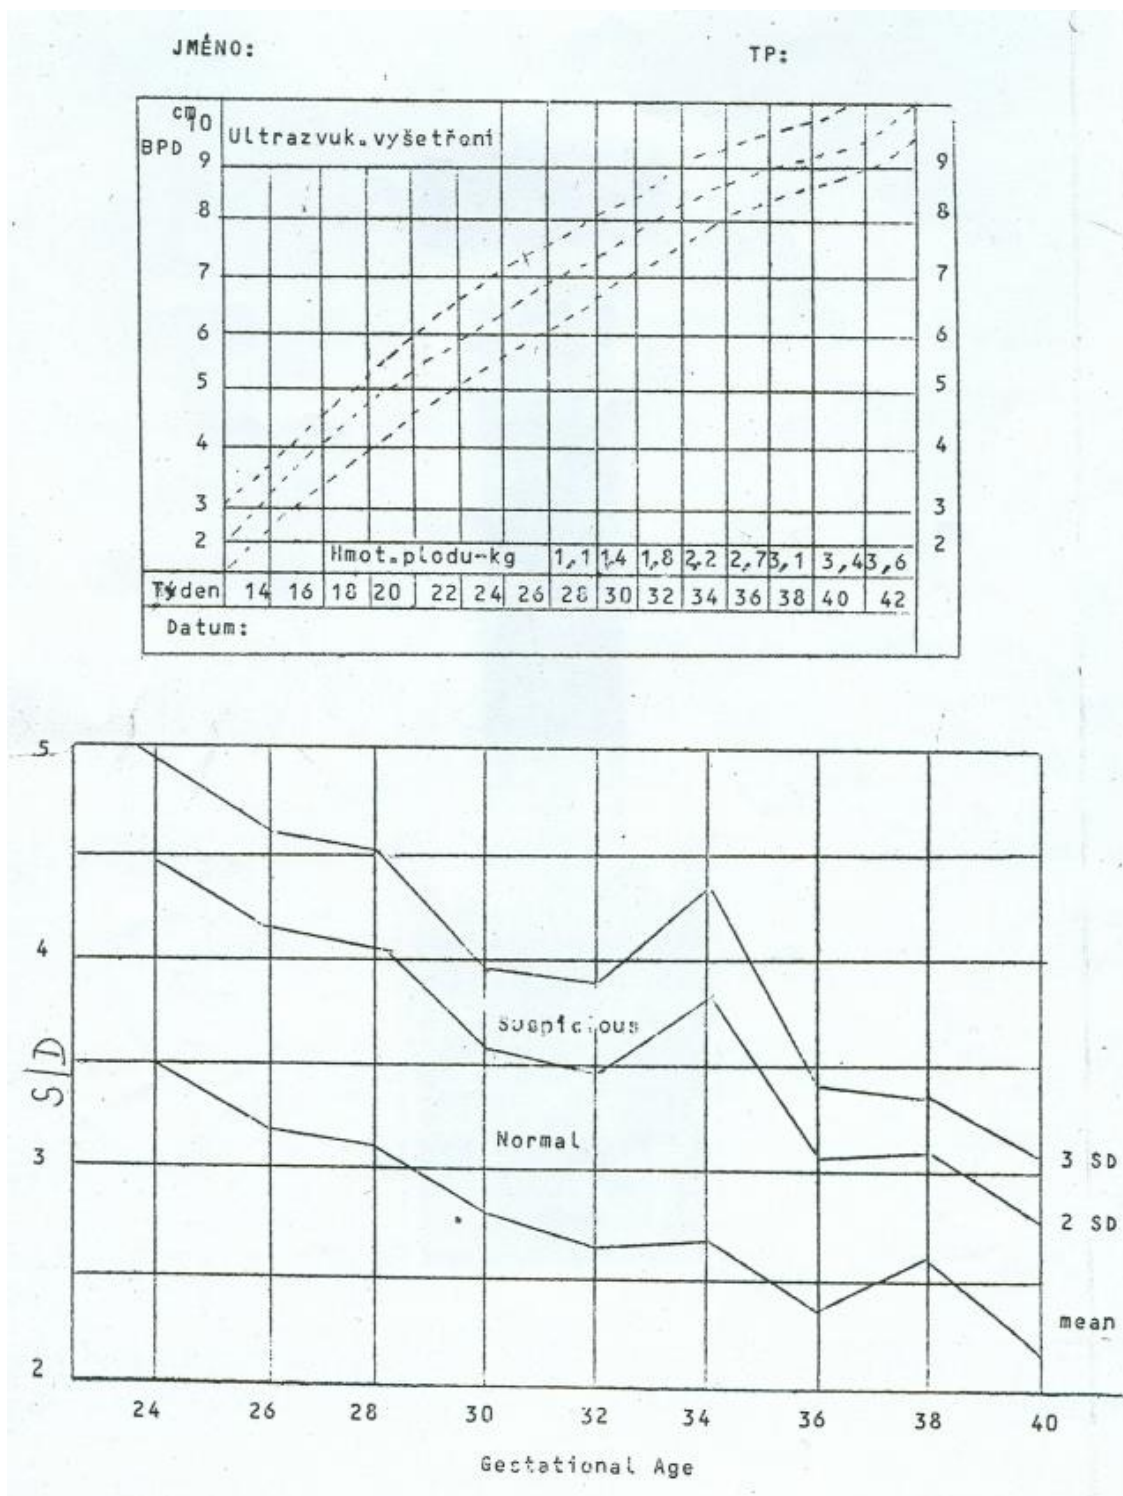 JMÉNO:
TP:
cm
10
BPD
Ultrazvuk.vyšetřoni
9 9
8 8
7 7
6 6
5 5
4 4
3 3
2 2
Hmot.plodu-kg 1,1 1,4 1,8 2,2 2,7 3,1 3,4 3,6
Týden 14 16 18 20 22 24 26 28 30 32 34 36 38 40 42
Datum:
5
4
Suspicious
S/D
Normal
3
3 SD
2 SD
mean
2
24 26 28 30 32 34 36 38 40
Gestational Age